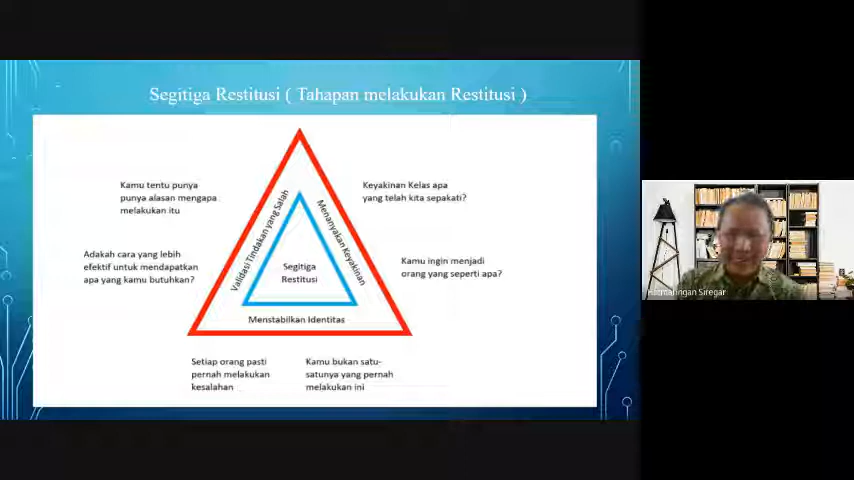 Segitiga Restitusi ( Tahapan melakukan Restitusi )
Kamu tentu punya
punya alasan mengapa
melakukan itu
Keyakinan Kelas apa
yang telah kita sepakati?
Validasi Tindakan yang Salah
Menanyakan Keyakinan
Adakah cara yang lebih
efektif untuk mendapatkan
apa yang kamu butuhkan?
Segitiga
Restitusi
Kamu ingin menjadi
orang yang seperti apa?
Menstabilkan Identitas
Setiap orang pasti
pernah melakukan
kesalahan
Kamu bukan satu-
satunya yang pernah
melakukan ini
Siregar